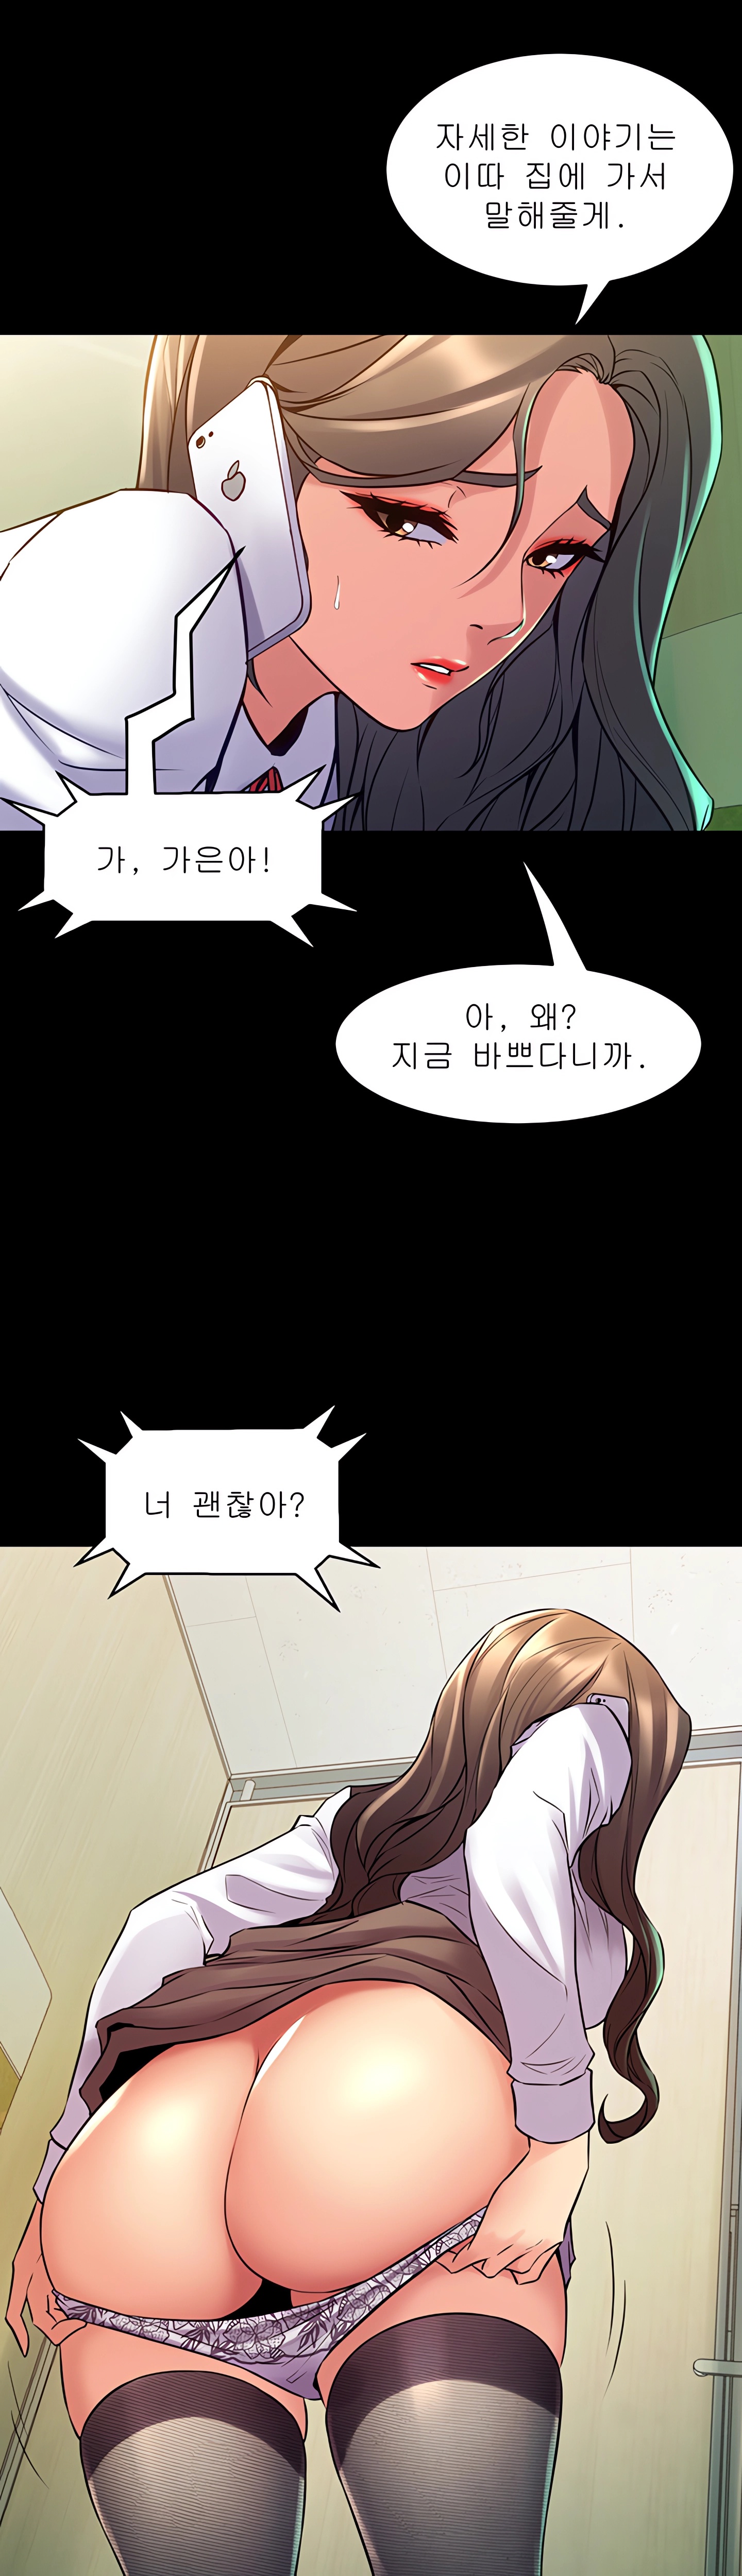 자세한 이야기는
이따 집에 가서
말해줄게.
가, 가은아!
아, 왜?
지금 바쁘다니까.
너 괜찮아?